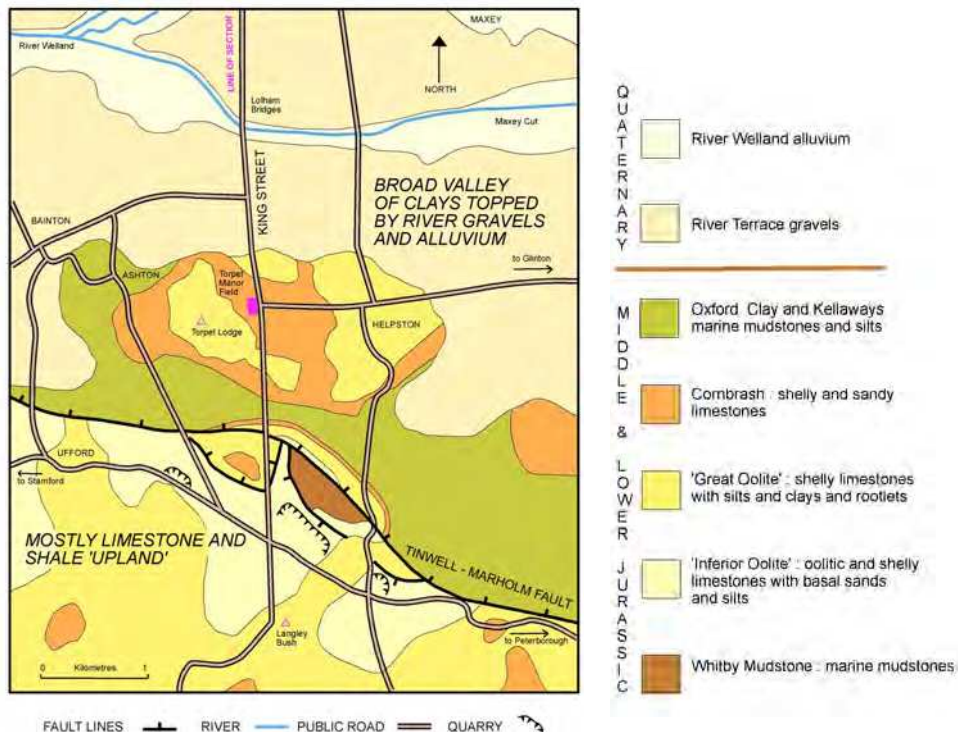 MAXEY
River Welland
LINE OF SECTION
NORTH
Lolham
Bridges
Maxey Cut
KING STREET
BROAD VALLEY
OF CLAYS TOPPED
BY RIVER GRAVELS
AND ALLUVIUM
BAINTON
to Glinton
ASHTON
Torpel
Manor
Field
Torpel Lodge
HELPSTON
UFFORD
to Stamford
MOSTLY LIMESTONE AND
SHALE 'UPLAND'
TINWELL - MARHOLM FAULT
Langley
Bush
to Peterborough
0 Kilometres 1
FAULT LINES
RIVER
PUBLIC ROAD
QUARRY
QUATERNARY
River Welland alluvium
River Terrace gravels
MIDDLE & LOWER JURASSIC
Oxford Clay and Kellaways
marine mudstones and silts
Cornbrash : shelly and sandy
limestones
'Great Oolite' : shelly limestones
with silts and clays and rootlets
'Inferior Oolite' : oolitic and shelly
limestones with basal sands
and silts
Whitby Mudstone : marine mudstones